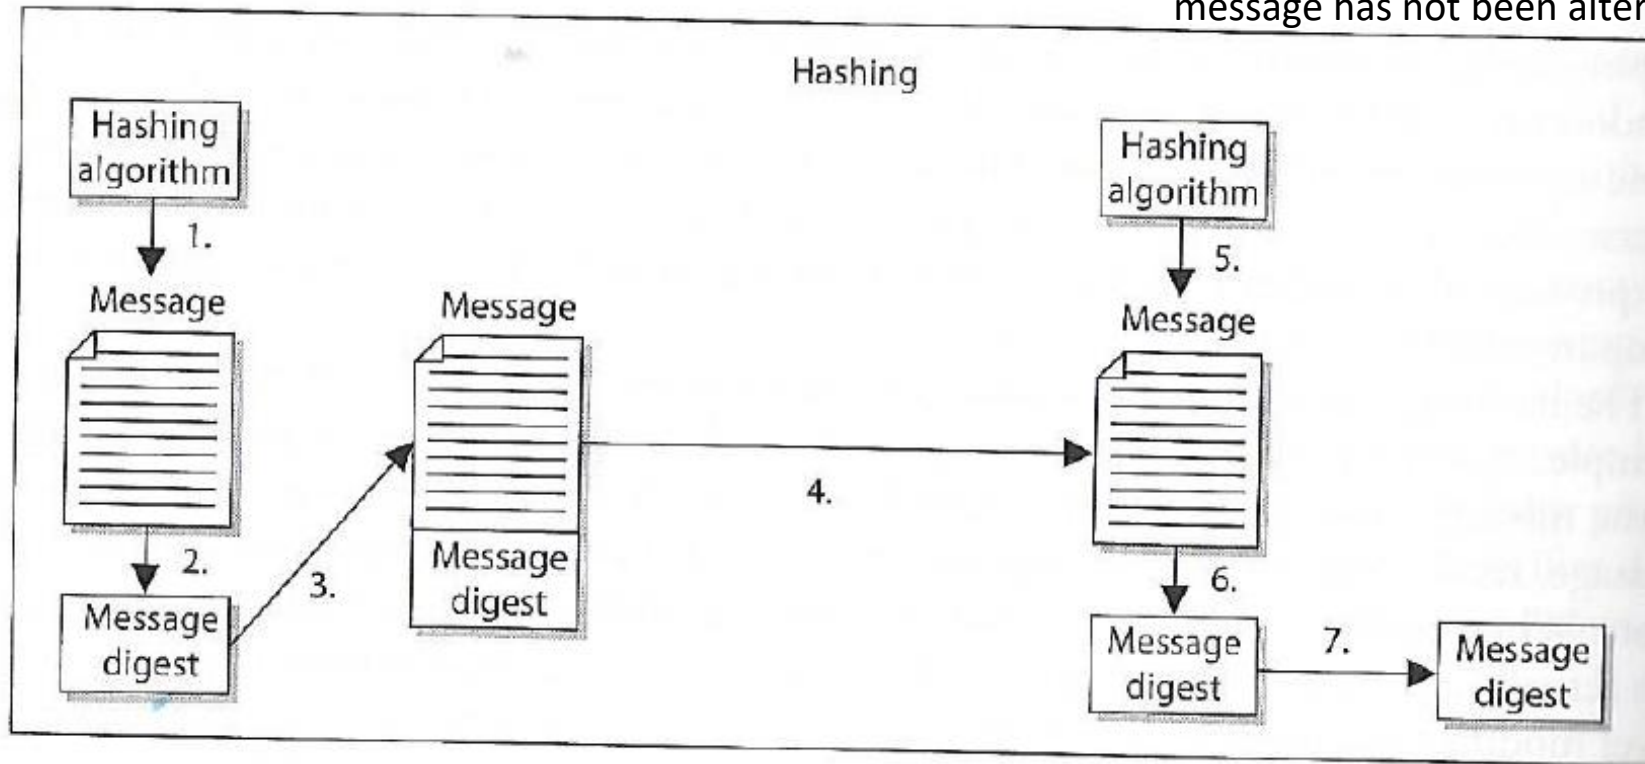 message has not been alter
Hashing
Hashing
algorithm
1.
Message
2.
Message
digest
3.
Message
Message
digest
4.
Hashing
algorithm
5.
Message
6.
Message
digest
7.
Message
digest